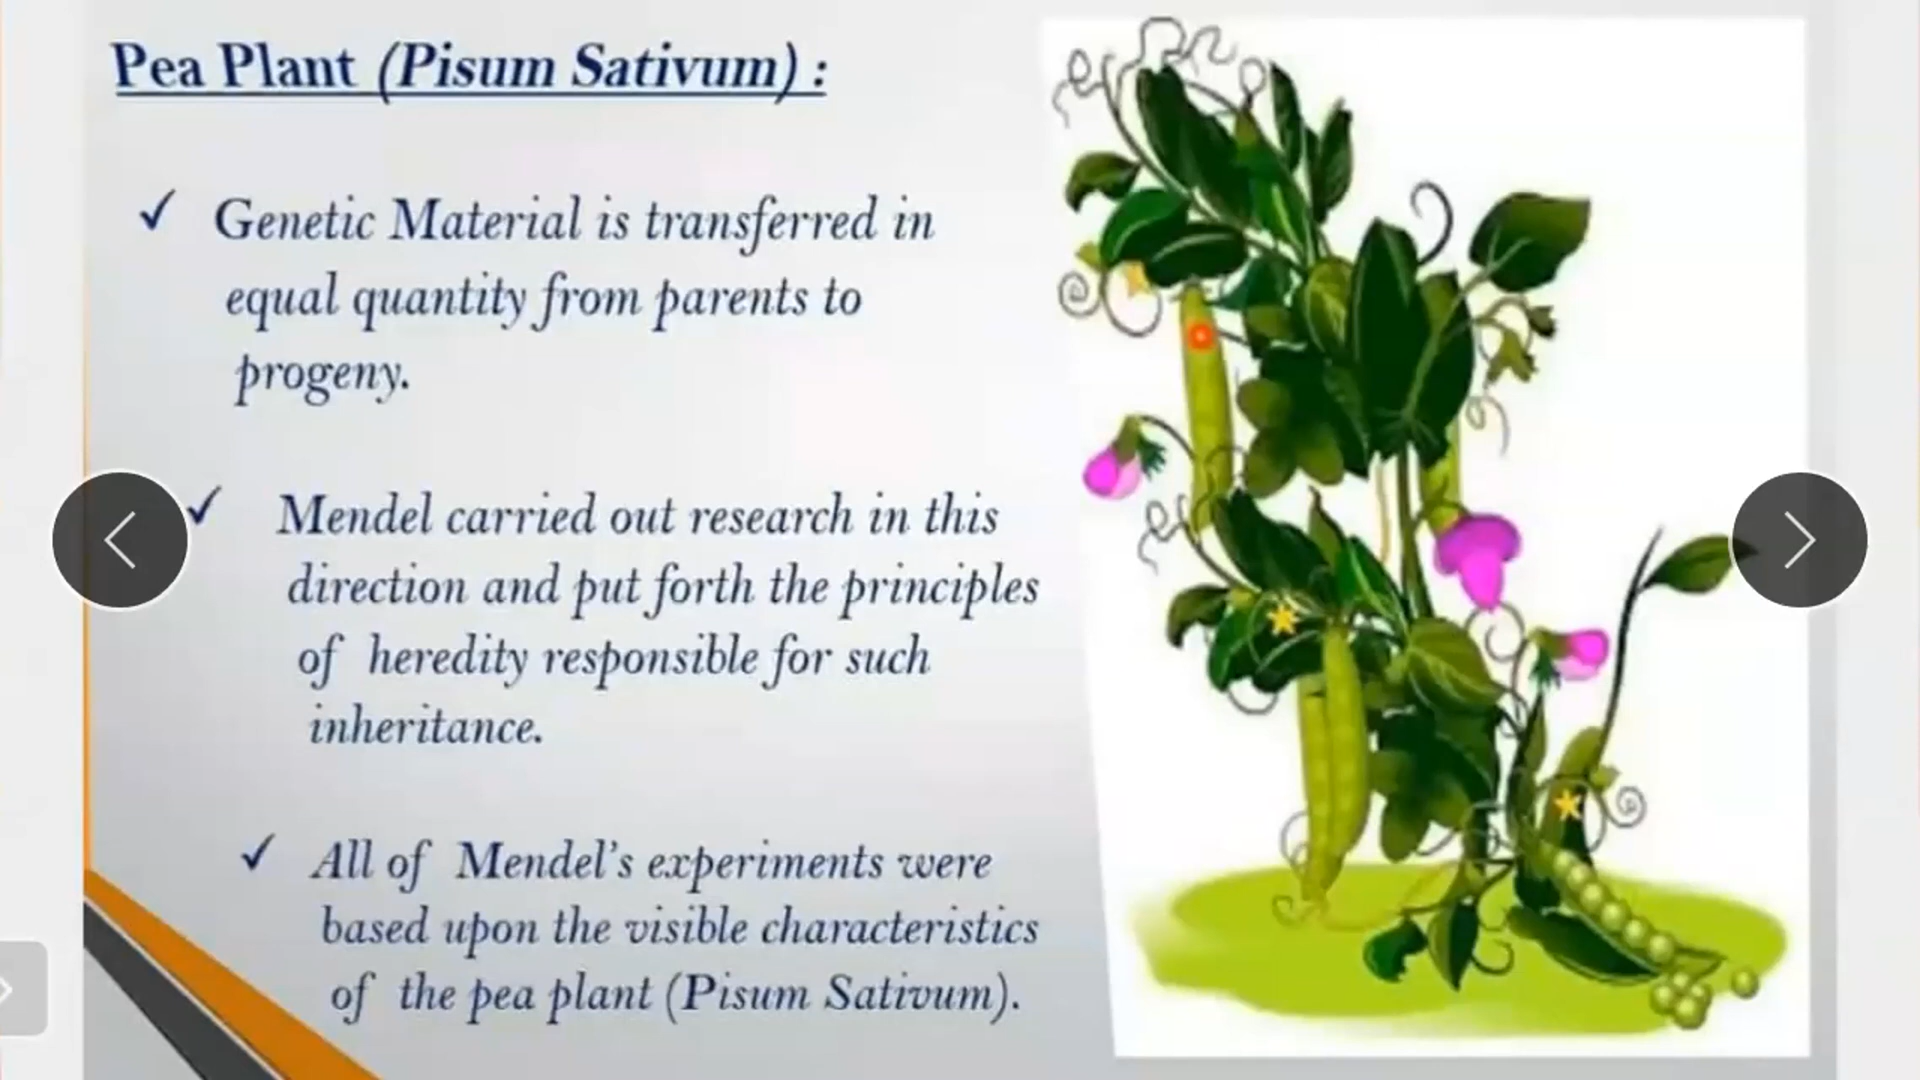 Pea Plant (Pisum Sativum) :
✓ Genetic Material is transferred in
equal quantity from parents to
progeny.
✓ Mendel carried out research in this
direction and put forth the principles
of heredity responsible for such
inheritance.
✓ All of Mendel's experiments were
based upon the visible characteristics
of the pea plant (Pisum Sativum).